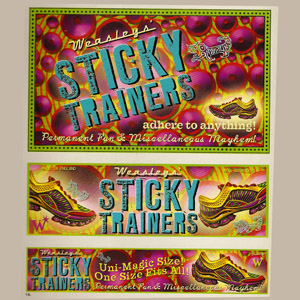 Weasleys'
STICKY
TRAINERS
adhere to anything!
Permanent Fun & Miscellaneous Mayhem!
Weasleys'
STICKY
TRAINERS
W
W
Weasleys'
STICKY
TRAINERS
Uni-Magic Size!
One Size Fits All!
Permanent Fun & Miscellaneous Mayhem!